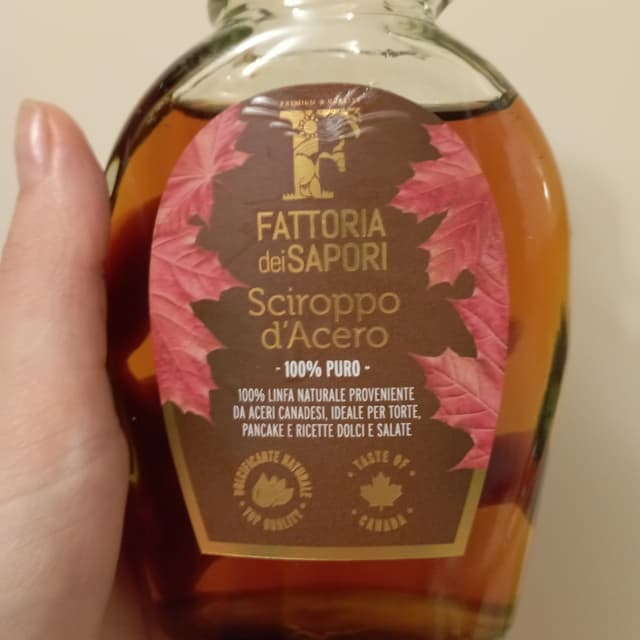 F
FATTORIA
dei SAPORI
Sciroppo
d'Acero
- 100% PURO -
100% LINFA NATURALE PROVENIENTE
DA ACERI CANADESI, IDEALE PER TORTE,
PANCAKE E RICETTE DOLCI E SALATE
DOLCIFICANTE NATURALE
• TOP QUALITY •
• TASTE OF •
CANADA